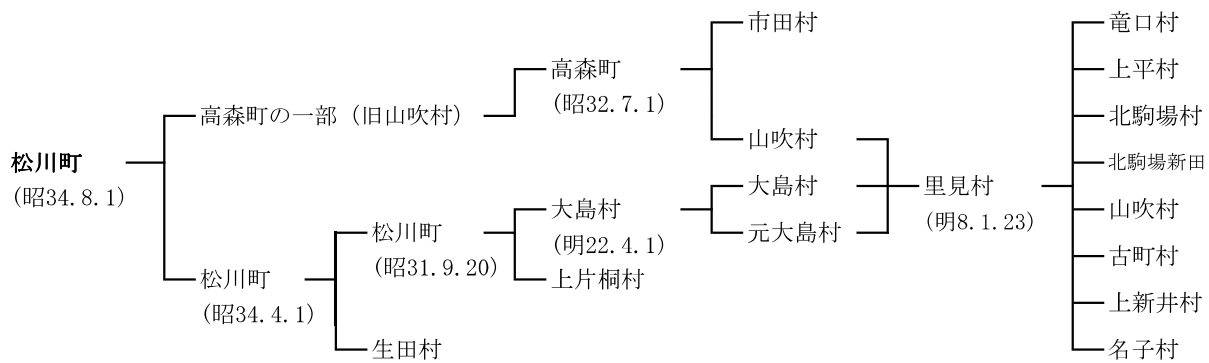 松川町
(昭34.8.1)
高森町の一部（旧山吹村）
松川町
(昭34.4.1)
高森町
(昭32.7.1)
松川町
(昭31.9.20)
生田村
大島村
(明22.4.1)
上片桐村
市田村
山吹村
大島村
元大島村
里見村
(明8.1.23)
竜口村
上平村
北駒場村
北駒場新田
山吹村
古町村
上新井村
名子村